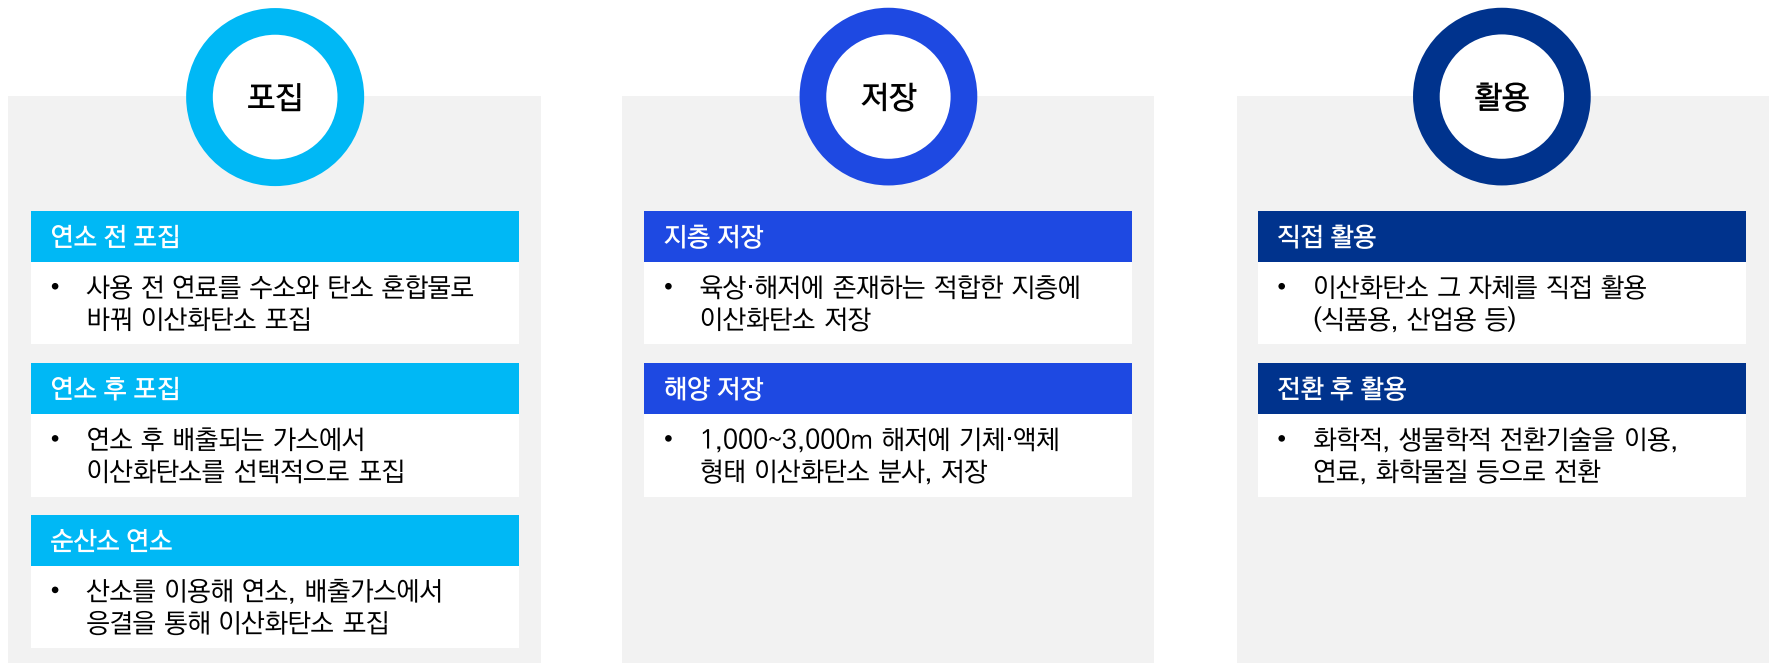 포집
연소 전 포집
• 사용 전 연료를 수소와 탄소 혼합물로
바꿔 이산화탄소 포집
연소 후 포집
• 연소 후 배출되는 가스에서
이산화탄소를 선택적으로 포집
순산소 연소
• 산소를 이용해 연소, 배출가스에서
응결을 통해 이산화탄소 포집
저장
지층 저장
• 육상·해저에 존재하는 적합한 지층에
이산화탄소 저장
해양 저장
• 1,000~3,000m 해저에 기체·액체
형태 이산화탄소 분사, 저장
활용
직접 활용
• 이산화탄소 그 자체를 직접 활용
(식품용, 산업용 등)
전환 후 활용
• 화학적, 생물학적 전환기술을 이용,
연료, 화학물질 등으로 전환